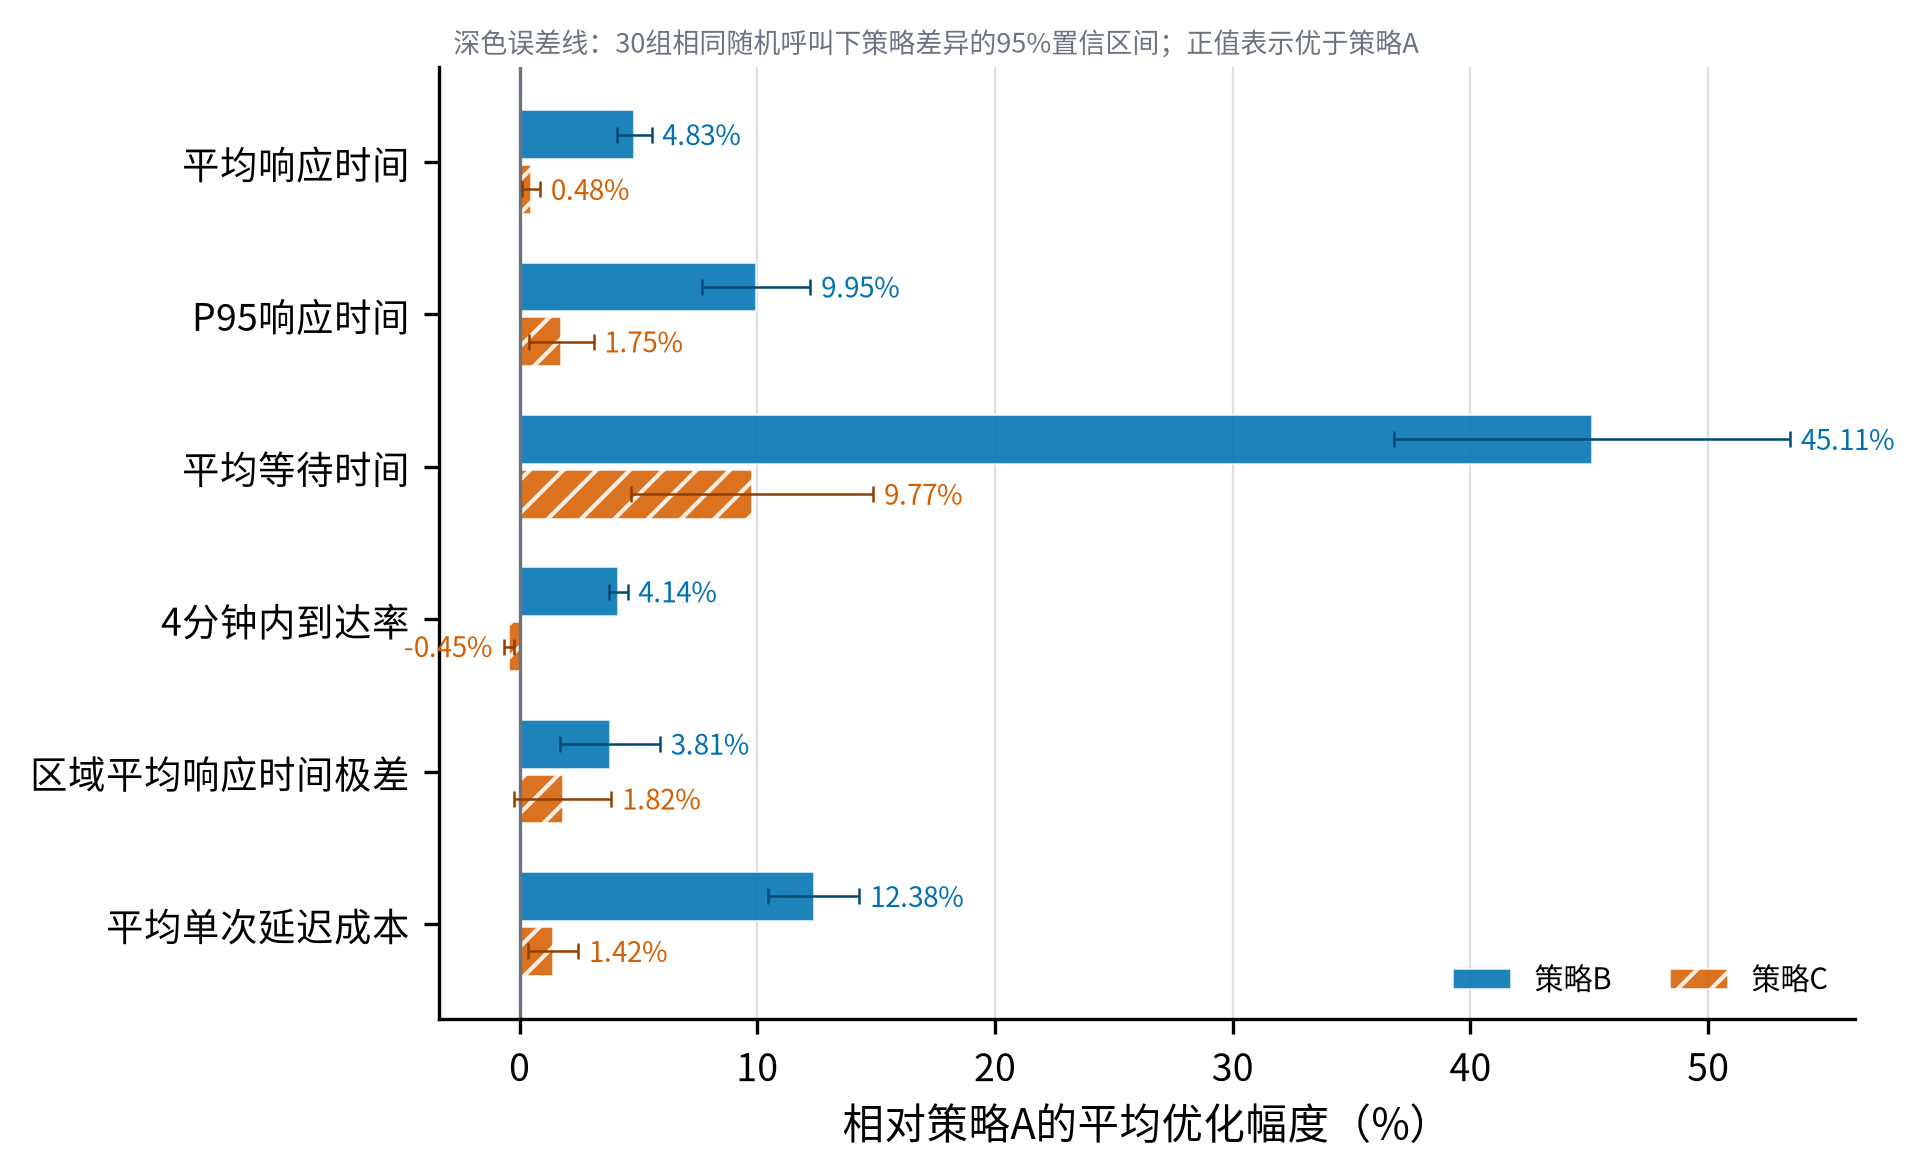 深色误差线：30组相同随机呼叫下策略差异的95%置信区间；正值表示优于策略A
平均响应时间
4.83%
0.48%
P95响应时间
9.95%
1.75%
平均等待时间
45.11%
9.77%
4分钟内到达率
4.14%
-0.45%
区域平均响应时间极差
3.81%
1.82%
平均单次延迟成本
12.38%
1.42%
策略B 策略C
0 10 20 30 40 50
相对策略A的平均优化幅度（%）